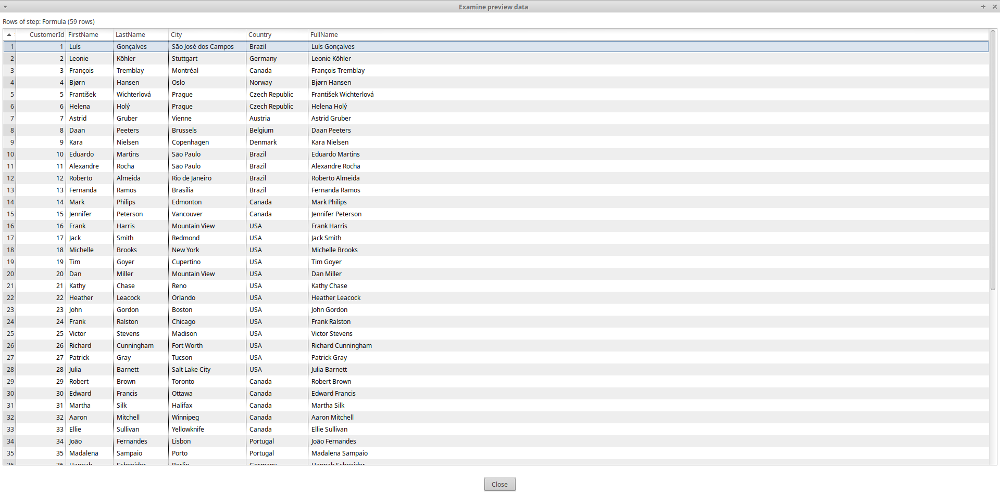 Examine preview data
Rows of step: Formula (59 rows)
CustomerId FirstName LastName City Country FullName
1 1 Luís Gonçalves São José dos Campos Brazil Luís Gonçalves
2 2 Leonie Köhler Stuttgart Germany Leonie Köhler
3 3 François Tremblay Montréal Canada François Tremblay
4 4 Bjørn Hansen Oslo Norway Bjørn Hansen
5 5 František Wichterlová Prague Czech Republic František Wichterlová
6 6 Helena Holý Prague Czech Republic Helena Holý
7 7 Astrid Gruber Vienne Austria Astrid Gruber
8 8 Daan Peeters Brussels Belgium Daan Peeters
9 9 Kara Nielsen Copenhagen Denmark Kara Nielsen
10 10 Eduardo Martins São Paulo Brazil Eduardo Martins
11 11 Alexandre Rocha São Paulo Brazil Alexandre Rocha
12 12 Roberto Almeida Rio de Janeiro Brazil Roberto Almeida
13 13 Fernanda Ramos Brasília Brazil Fernanda Ramos
14 14 Mark Philips Edmonton Canada Mark Philips
15 15 Jennifer Peterson Vancouver Canada Jennifer Peterson
16 16 Frank Harris Mountain View USA Frank Harris
17 17 Jack Smith Redmond USA Jack Smith
18 18 Michelle Brooks New York USA Michelle Brooks
19 19 Tim Goyer Cupertino USA Tim Goyer
20 20 Dan Miller Mountain View USA Dan Miller
21 21 Kathy Chase Reno USA Kathy Chase
22 22 Heather Leacock Orlando USA Heather Leacock
23 23 John Gordon Boston USA John Gordon
24 24 Frank Ralston Chicago USA Frank Ralston
25 25 Victor Stevens Madison USA Victor Stevens
26 26 Richard Cunningham Fort Worth USA Richard Cunningham
27 27 Patrick Gray Tucson USA Patrick Gray
28 28 Julia Barnett Salt Lake City USA Julia Barnett
29 29 Robert Brown Toronto Canada Robert Brown
30 30 Edward Francis Ottawa Canada Edward Francis
31 31 Martha Silk Halifax Canada Martha Silk
32 32 Aaron Mitchell Winnipeg Canada Aaron Mitchell
33 33 Ellie Sullivan Yellowknife Canada Ellie Sullivan
34 34 João Fernandes Lisbon Portugal João Fernandes
35 35 Madalena Sampaio Porto Portugal Madalena Sampaio
36 36 Hannah Schneider Berlin Germany Hannah Schneider
Close